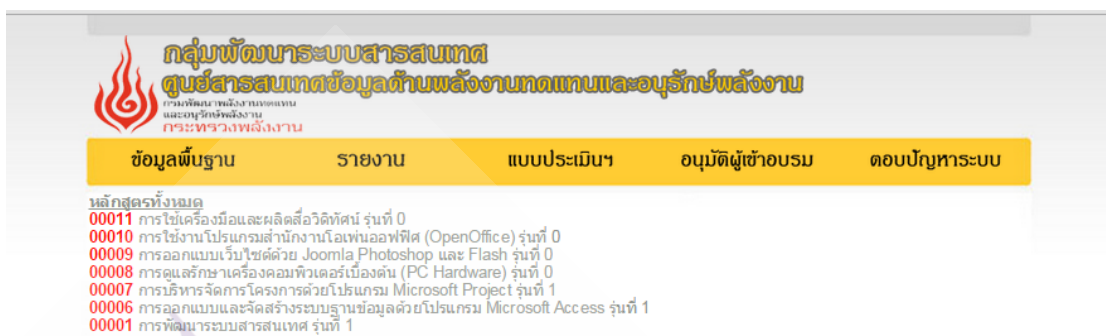 กลุ่มพัฒนาระบบสารสนเทศ
ศูนย์สารสนเทศข้อมูลด้านพลังงานทดแทนและอนุรักษ์พลังงาน
กรมพัฒนาพลังงานทดแทน
และอนุรักษ์พลังงาน
กระทรวงพลังงาน
ข้อมูลพื้นฐาน รายงาน แบบประเมินฯ อนุมัติผู้เข้าอบรม ตอบปัญหาระบบ
หลักสูตรทั้งหมด
00011 การใช้เครื่องมือและผลิตสื่อวิดิทัศน์ รุ่นที่ 0
00010 การใช้งานโปรแกรมสำนักงานโอเพ่นออฟฟิศ (OpenOffice) รุ่นที่ 0
00009 การออกแบบเว็บไซต์ด้วย Joomla Photoshop และ Flash รุ่นที่ 0
00008 การดูแลรักษาเครื่องคอมพิวเตอร์เบื้องต้น (PC Hardware) รุ่นที่ 0
00007 การบริหารจัดการโครงการด้วยโปรแกรม Microsoft Project รุ่นที่ 1
00006 การออกแบบและจัดสร้างระบบฐานข้อมูลด้วยโปรแกรม Microsoft Access รุ่นที่ 1
00001 การพัฒนาระบบสารสนเทศ รุ่นที่ 1